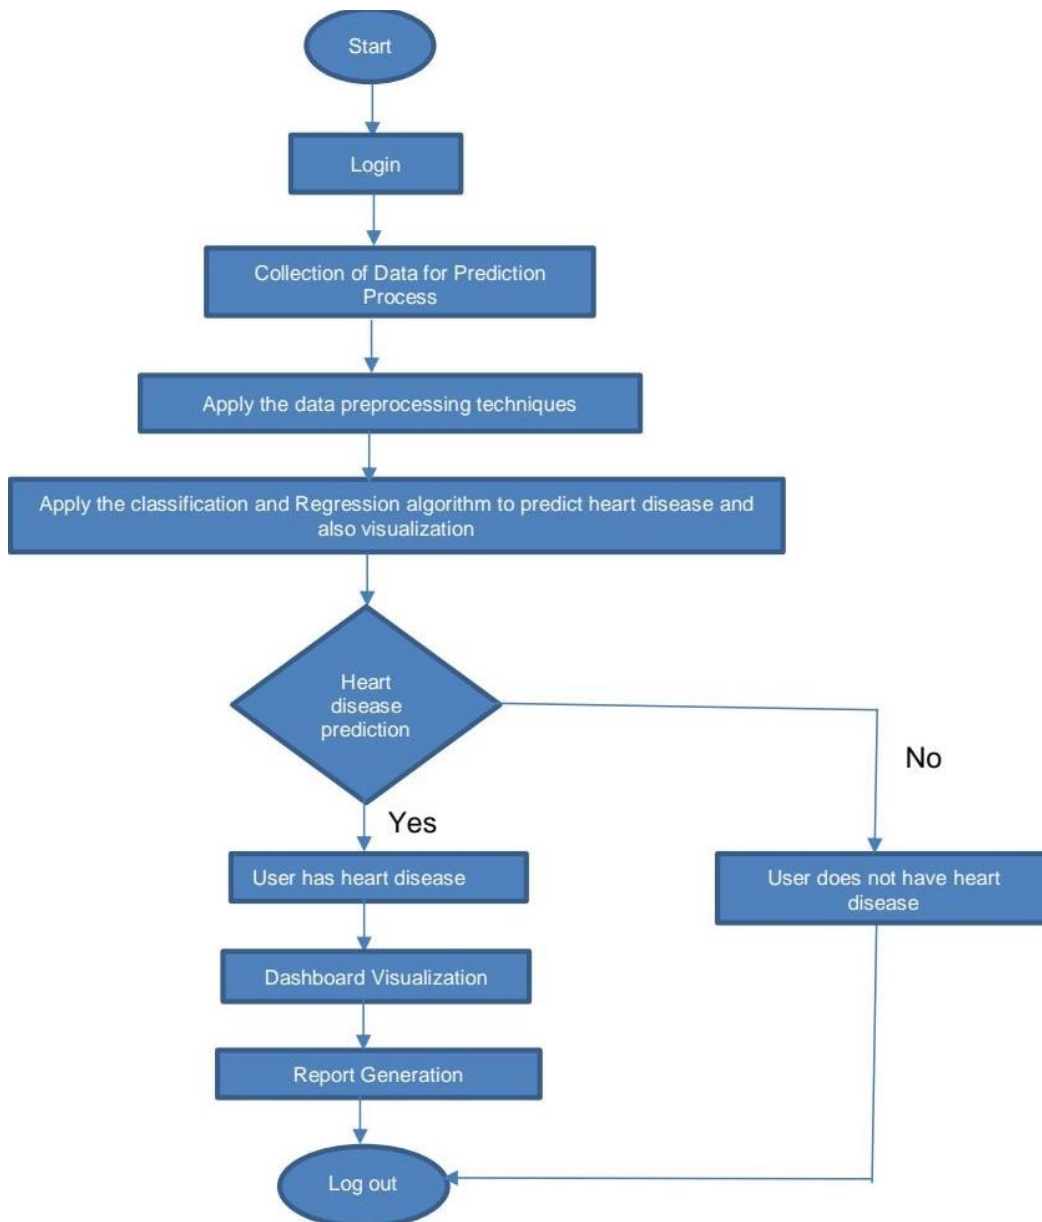 Start
Login
Collection of Data for Prediction
Process
Apply the data preprocessing techniques
Apply the classification and Regression algorithm to predict heart disease and
also visualization
Heart
disease
prediction
No
Yes
User has heart disease
User does not have heart
disease
Dashboard Visualization
Report Generation
Log out